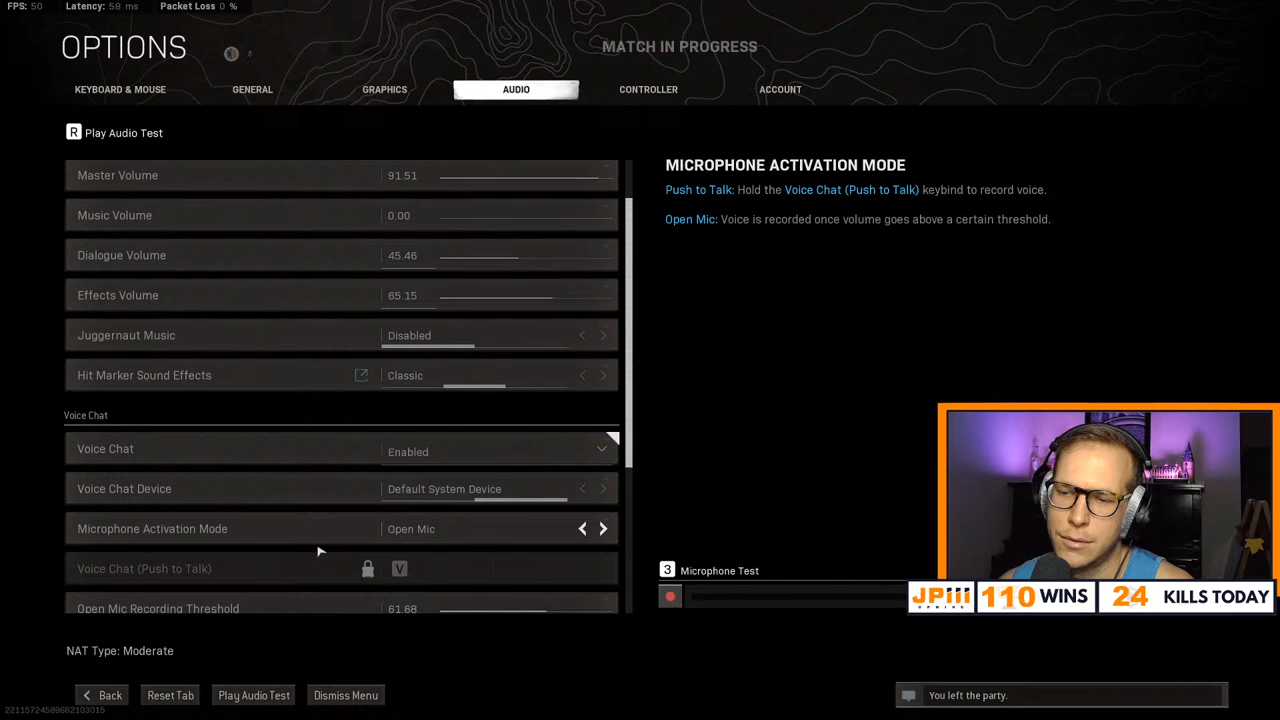 FPS: 50 Latency: 58 ms Packet Loss 0 %
OPTIONS
MATCH IN PROGRESS
KEYBOARD & MOUSE GENERAL GRAPHICS AUDIO CONTROLLER ACCOUNT
R Play Audio Test
Master Volume 91.51
Music Volume 0.00
Dialogue Volume 45.46
Effects Volume 65.15
Juggernaut Music Disabled
Hit Marker Sound Effects Classic
Voice Chat
Voice Chat Enabled
Voice Chat Device Default System Device
Microphone Activation Mode Open Mic
Voice Chat (Push to Talk) V
Open Mic Recording Threshold 61.68
MICROPHONE ACTIVATION MODE
Push to Talk: Hold the Voice Chat (Push to Talk) keybind to record voice.
Open Mic: Voice is recorded once volume goes above a certain threshold.
3 Microphone Test
JPIII GAMING 110 WINS 24 KILLS TODAY
NAT Type: Moderate
Back Reset Tab Play Audio Test Dismiss Menu
You left the party.
22115724589662103015